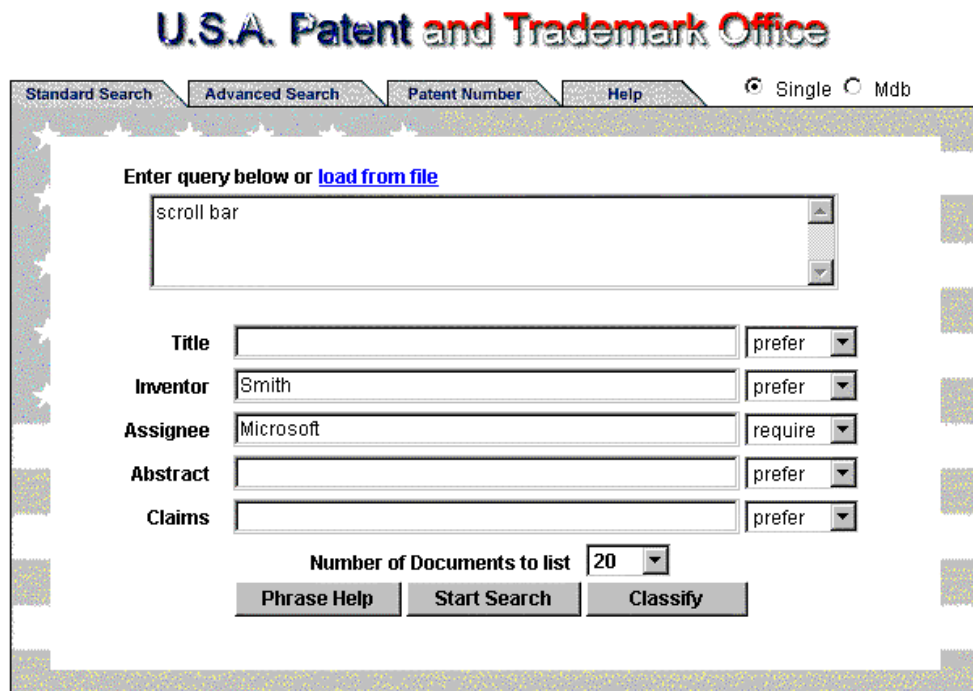 U.S.A. Patent and Trademark Office
Standard Search Advanced Search Patent Number Help Single Mdb
Enter query below or load from file
scroll bar
Title prefer
Inventor Smith prefer
Assignee Microsoft require
Abstract prefer
Claims prefer
Number of Documents to list 20
Phrase Help Start Search Classify